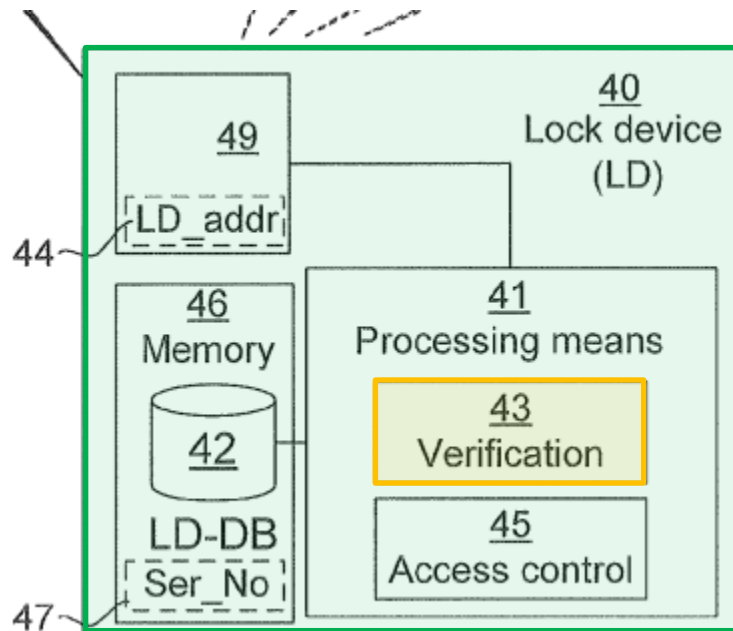 49
LD_addr
44
40
Lock device
(LD)
46
Memory
42
LD-DB
Ser_No
47
41
Processing means
43
Verification
45
Access control